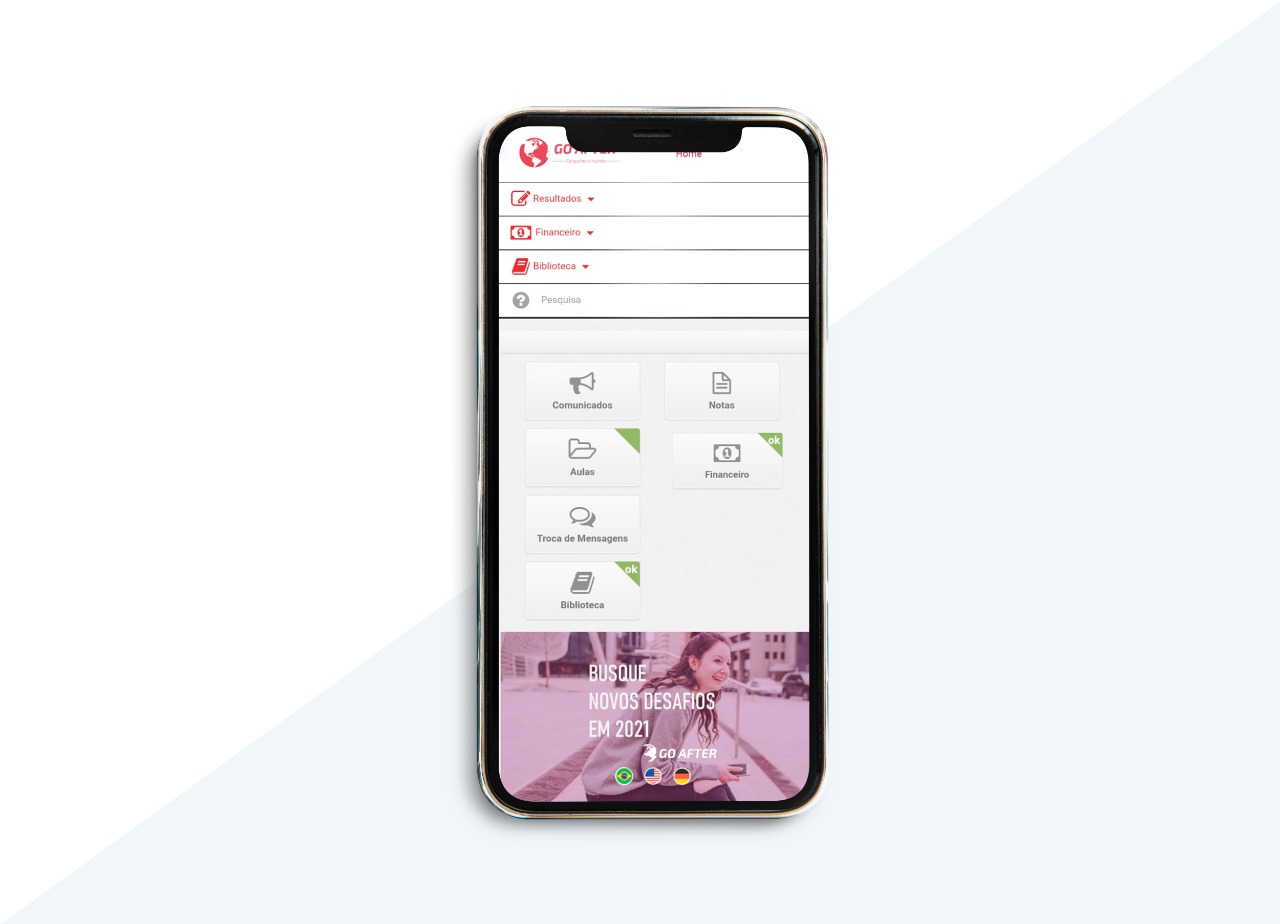 GO AFTER
Conquiste o mundo
Home
Resultados
Financeiro
Biblioteca
Pesquisa
Comunicados
Notas
Aulas
ok
Financeiro
Troca de Mensagens
ok
Biblioteca
BUSQUE
NOVOS DESAFIOS
EM 2021
GO AFTER